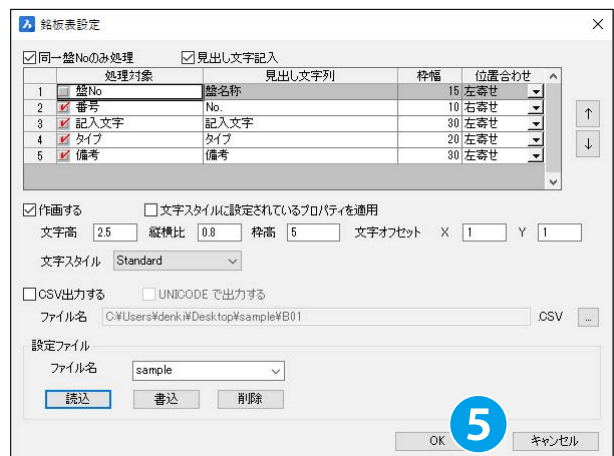 銘板表設定
同一盤Noのみ処理 見出し文字記入
処理対象 見出し文字列 枠幅 位置合わせ
1 盤No 盤名称 15 左寄せ
2 番号 No. 10 右寄せ
3 記入文字 記入文字 30 左寄せ
4 タイプ タイプ 20 左寄せ
5 備考 備考 30 左寄せ
作画する 文字スタイルに設定されているプロパティを適用
文字高 2.5 縦横比 0.8 枠高 5 文字オフセット X 1 Y 1
文字スタイル Standard
CSV出力する UNICODE で出力する
ファイル名 C:¥Users¥denki¥Desktop¥sample¥B01 .CSV ...
設定ファイル
ファイル名 sample
読込 書込 削除
OK 5 キャンセル